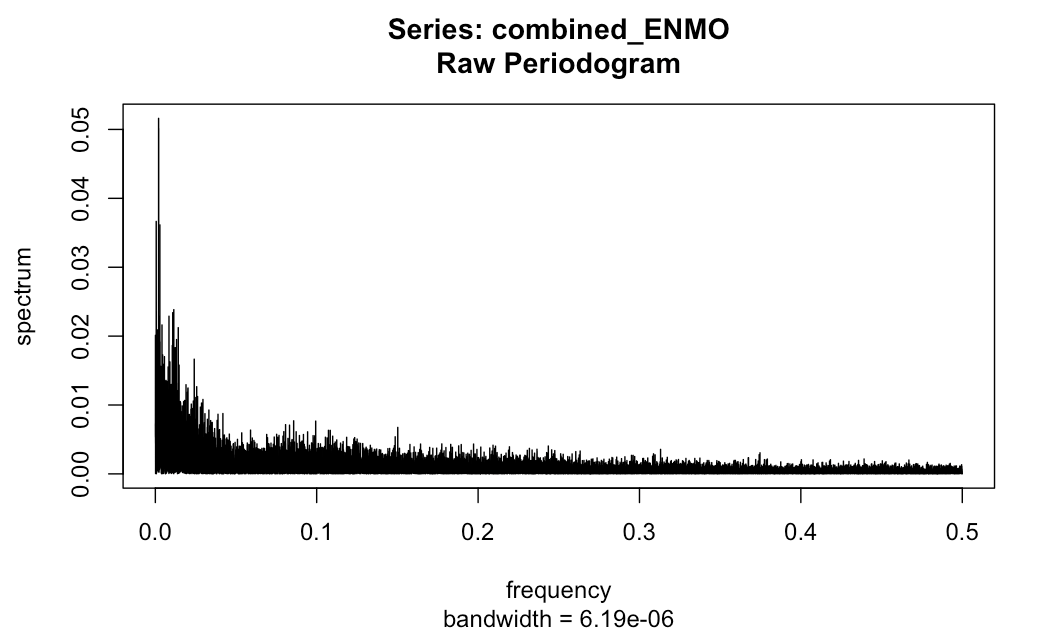 Series: combined_ENMO
Raw Periodogram
spectrum
0.05
0.04
0.03
0.02
0.01
0.00
0.0 0.1 0.2 0.3 0.4 0.5
frequency
bandwidth = 6.19e-06